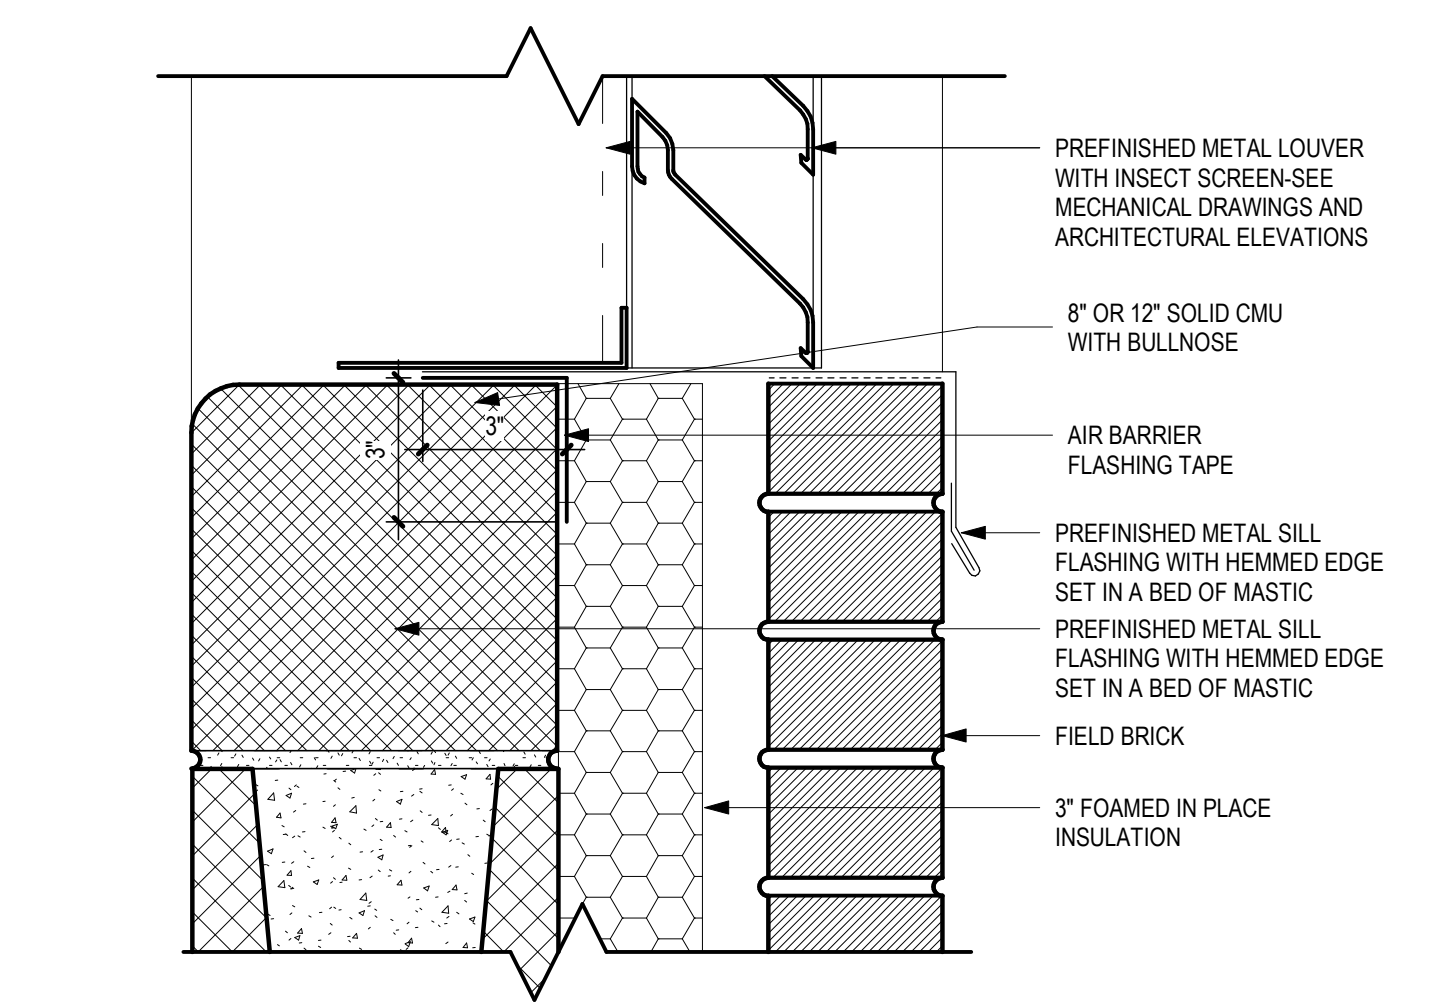 PREFINISHED METAL LOUVER
WITH INSECT SCREEN-SEE
MECHANICAL DRAWINGS AND
ARCHITECTURAL ELEVATIONS
8" OR 12" SOLID CMU
WITH BULLNOSE
3"
3"
AIR BARRIER
FLASHING TAPE
PREFINISHED METAL SILL
FLASHING WITH HEMMED EDGE
SET IN A BED OF MASTIC
PREFINISHED METAL SILL
FLASHING WITH HEMMED EDGE
SET IN A BED OF MASTIC
FIELD BRICK
3" FOAMED IN PLACE
INSULATION